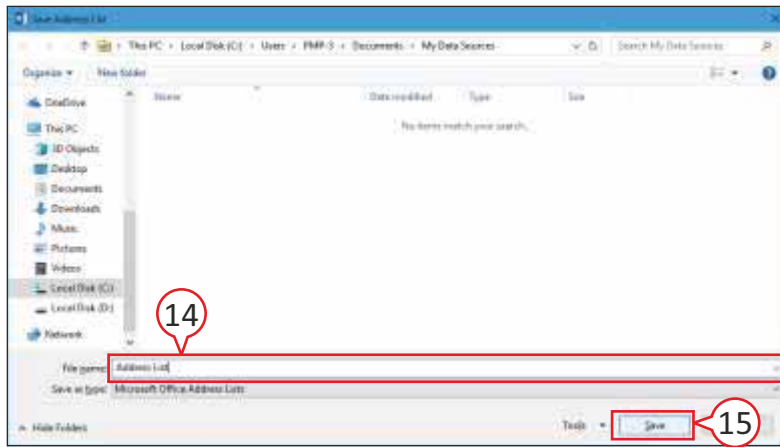 Save Address List
This PC › Local Disk (C:) › Users › PMP-3 › Documents › My Data Sources
Search My Data Sources
Organize New folder
Name Date modified Type Size
No items match your search.
OneDrive
This PC
3D Objects
Desktop
Documents
Downloads
Music
Pictures
Videos
Local Disk (C:)
Local Disk (D:)
Network
14
File name: Address List
Save as type: Microsoft Office Address Lists
Hide Folders Tools Save 15